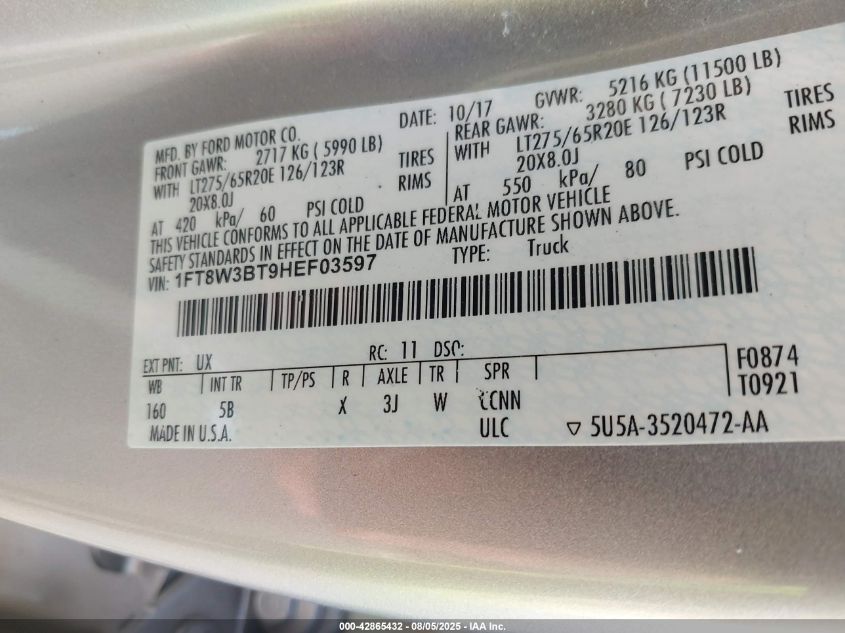 MFD. BY FORD MOTOR CO.
DATE: 10/17
GVWR: 5216 KG (11500 LB)
FRONT GAWR: 2717 KG ( 5990 LB)
REAR GAWR: 3280 KG ( 7230 LB)
WITH LT275/65R20E 126/123R TIRES
WITH LT275/65R20E 126/123R TIRES
20X8.0J RIMS
20X8.0J RIMS
AT 420 kPa/ 60 PSI COLD
AT 550 kPa/ 80 PSI COLD
THIS VEHICLE CONFORMS TO ALL APPLICABLE FEDERAL MOTOR VEHICLE
SAFETY STANDARDS IN EFFECT ON THE DATE OF MANUFACTURE SHOWN ABOVE.
VIN: 1FT8W3BT9HEF03597
TYPE: Truck
EXT PNT: UX RC: 11 DSO:
WB INT TR TP/PS R AXLE TR SPR
F0874
T0921
160 5B X 3J W CCNN
MADE IN U.S.A. ULC 5U5A-3520472-AA
000-42865432 - 08/05/2025 - IAA Inc.